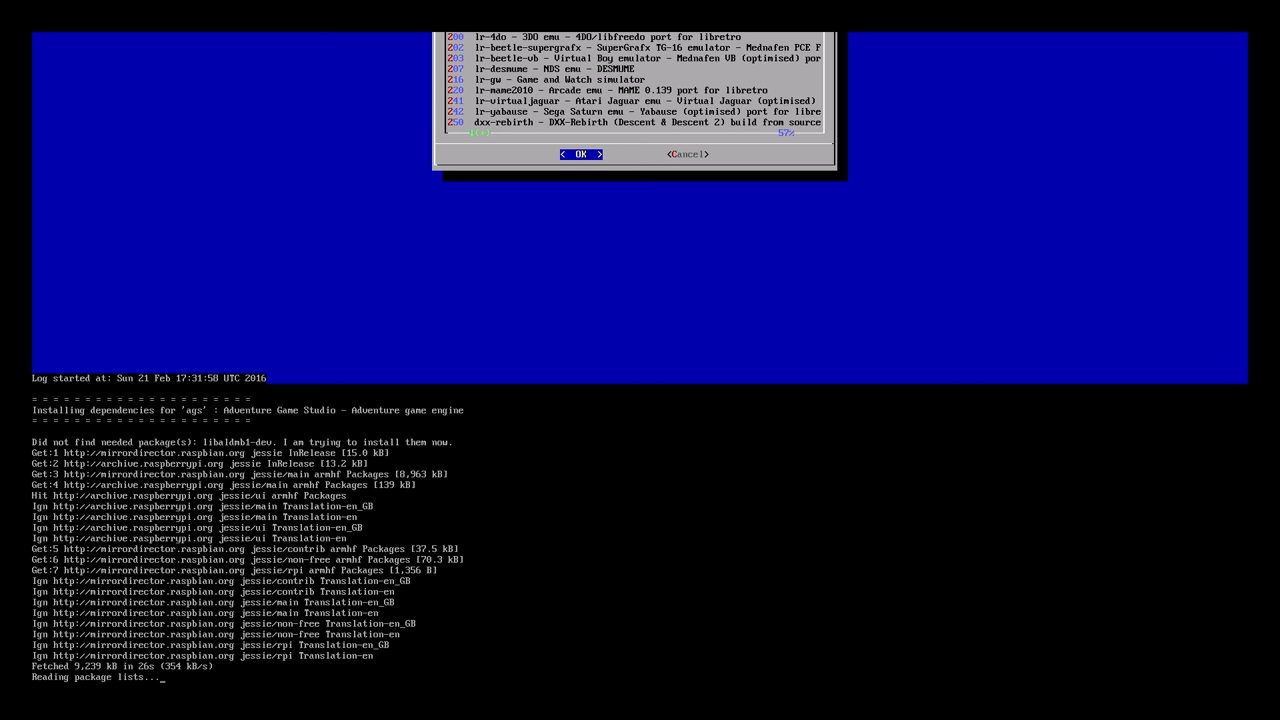 200 lr-4do - 3DO emu - 4DO/libfreedo port for libretro
202 lr-beetle-supergrafx - SuperGrafx TG-16 emulator - Mednafen PCE F
203 lr-beetle-vb - Virtual Boy emulator - Mednafen VB (optimised) por
207 lr-desmume - NDS emu - DESMUME
216 lr-gw - Game and Watch simulator
220 lr-mame2010 - Arcade emu - MAME 0.139 port for libretro
241 lr-virtualjaguar - Atari Jaguar emu - Virtual Jaguar (optimised)
242 lr-yabause - Sega Saturn emu - Yabause (optimised) port for libre
250 dxx-rebirth - DXX-Rebirth (Descent & Descent 2) build from source
(+) 57%
< OK > <Cancel>
Log started at: Sun 21 Feb 17:31:58 UTC 2016
= = = = = = = = = = = = = = = = = = = = =
Installing dependencies for 'ags' : Adventure Game Studio - Adventure game engine
= = = = = = = = = = = = = = = = = = = = =
Did not find needed package(s): libaldmb1-dev. I am trying to install them now.
Get:1 http://mirrordirector.raspbian.org jessie InRelease [15.0 kB]
Get:2 http://archive.raspberrypi.org jessie InRelease [13.2 kB]
Get:3 http://mirrordirector.raspbian.org jessie/main armhf Packages [8,963 kB]
Get:4 http://archive.raspberrypi.org jessie/main armhf Packages [139 kB]
Hit http://archive.raspberrypi.org jessie/ui armhf Packages
Ign http://archive.raspberrypi.org jessie/main Translation-en_GB
Ign http://archive.raspberrypi.org jessie/main Translation-en
Ign http://archive.raspberrypi.org jessie/ui Translation-en_GB
Ign http://archive.raspberrypi.org jessie/ui Translation-en
Get:5 http://mirrordirector.raspbian.org jessie/contrib armhf Packages [37.5 kB]
Get:6 http://mirrordirector.raspbian.org jessie/non-free armhf Packages [70.3 kB]
Get:7 http://mirrordirector.raspbian.org jessie/rpi armhf Packages [1,356 B]
Ign http://mirrordirector.raspbian.org jessie/contrib Translation-en_GB
Ign http://mirrordirector.raspbian.org jessie/contrib Translation-en
Ign http://mirrordirector.raspbian.org jessie/main Translation-en_GB
Ign http://mirrordirector.raspbian.org jessie/main Translation-en
Ign http://mirrordirector.raspbian.org jessie/non-free Translation-en_GB
Ign http://mirrordirector.raspbian.org jessie/non-free Translation-en
Ign http://mirrordirector.raspbian.org jessie/rpi Translation-en_GB
Ign http://mirrordirector.raspbian.org jessie/rpi Translation-en
Fetched 9,239 kB in 26s (354 kB/s)
Reading package lists..._